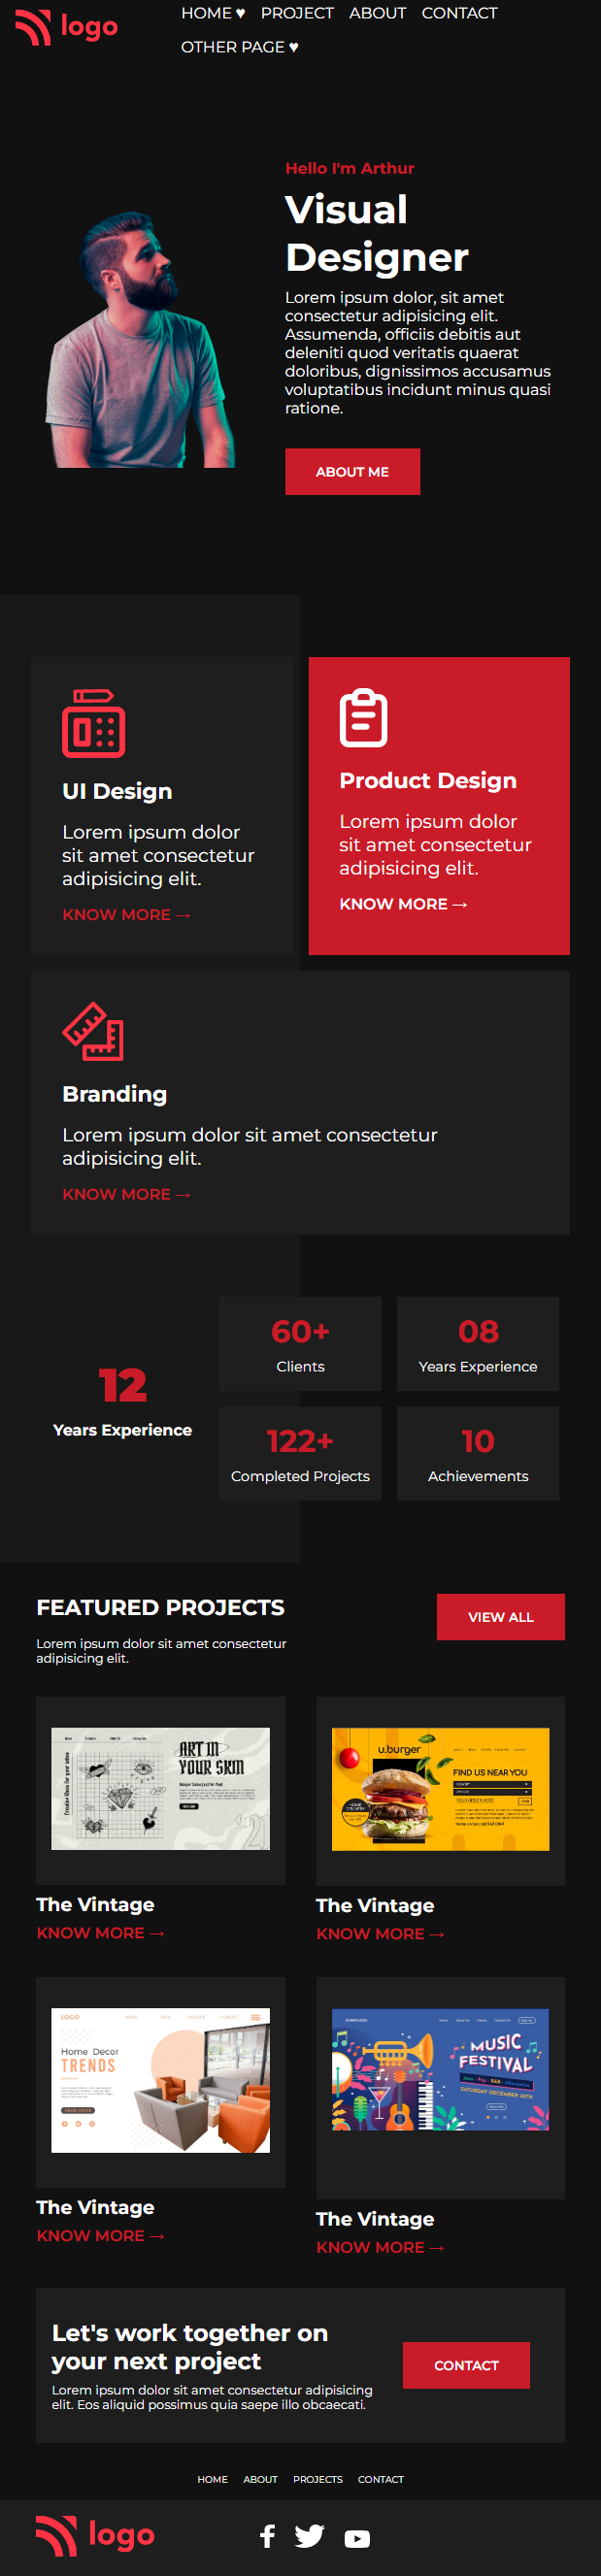 logo
HOME ♥ PROJECT ABOUT CONTACT
OTHER PAGE ♥
Hello I'm Arthur
Visual
Designer
Lorem ipsum dolor, sit amet
consectetur adipisicing elit.
Assumenda, officiis debitis aut
deleniti quod veritatis quaerat
doloribus, dignissimos accusamus
voluptatibus incidunt minus quasi
ratione.
ABOUT ME
UI Design
Lorem ipsum dolor
sit amet consectetur
adipisicing elit.
KNOW MORE →
Product Design
Lorem ipsum dolor
sit amet consectetur
adipisicing elit.
KNOW MORE →
Branding
Lorem ipsum dolor sit amet consectetur
adipisicing elit.
KNOW MORE →
12
Years Experience
60+
Clients
08
Years Experience
122+
Completed Projects
10
Achievements
FEATURED PROJECTS
Lorem ipsum dolor sit amet consectetur
adipisicing elit.
VIEW ALL
ART IN
YOUR SKIN
The Vintage
KNOW MORE →
u.burger
FIND US NEAR YOU
The Vintage
KNOW MORE →
LOGO
Home Decor
TRENDS
READ MORE
The Vintage
KNOW MORE →
MUSIC
FESTIVAL
SATURDAY DECEMBER 30TH
The Vintage
KNOW MORE →
Let's work together on
your next project
Lorem ipsum dolor sit amet consectetur adipisicing
elit. Eos aliquid possimus quia saepe illo obcaecati.
CONTACT
HOME ABOUT PROJECTS CONTACT
logo